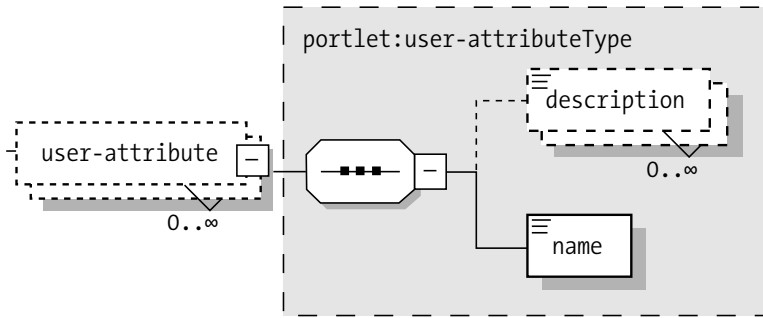 portlet:user-attributeType
description
0..∞
user-attribute
0..∞
name